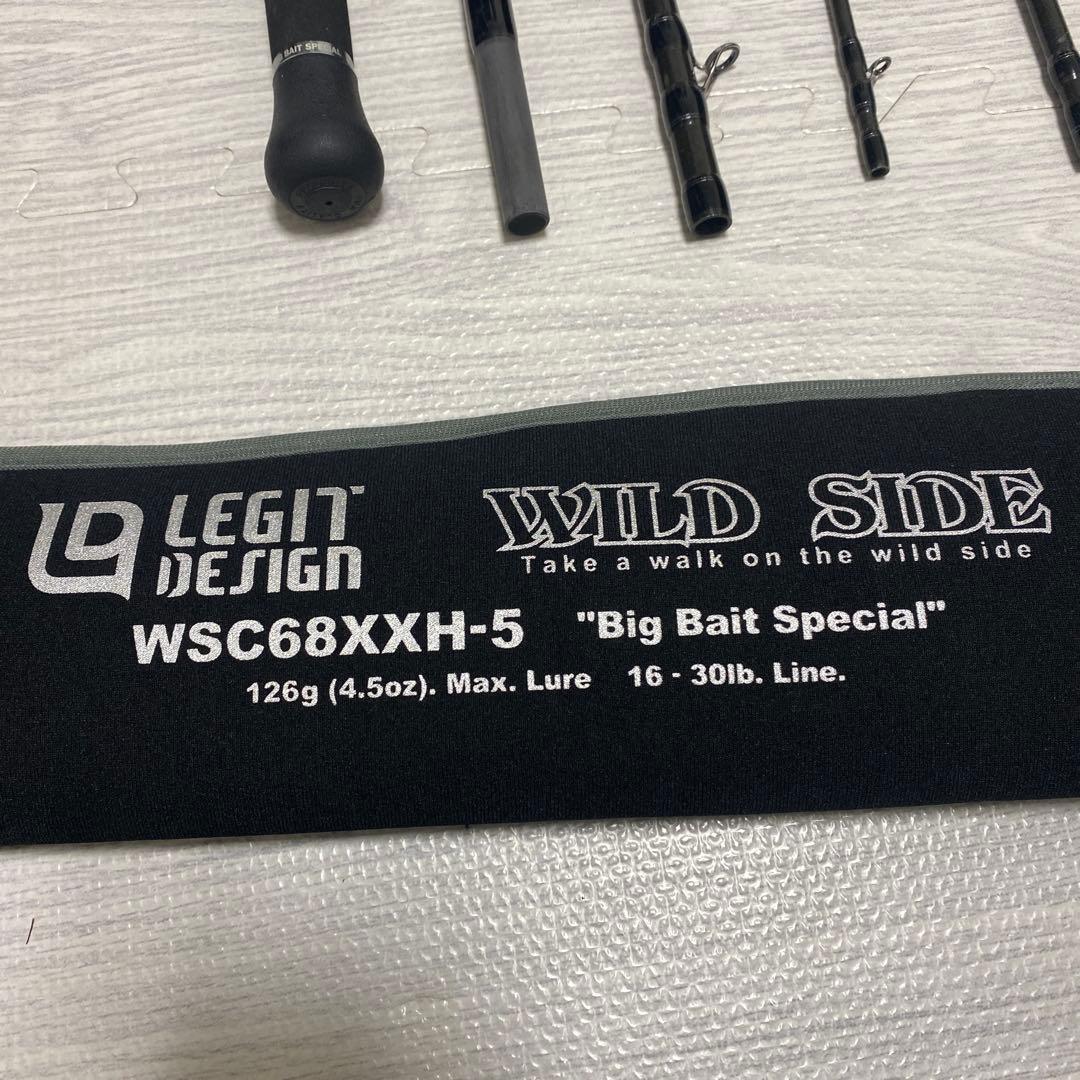 BAIT SPECIAL
LEGIT
DESIGN
WILD SIDE
Take a walk on the wild side
WSC68XXH-5 "Big Bait Special"
126g (4.5oz). Max. Lure 16 - 30lb. Line.